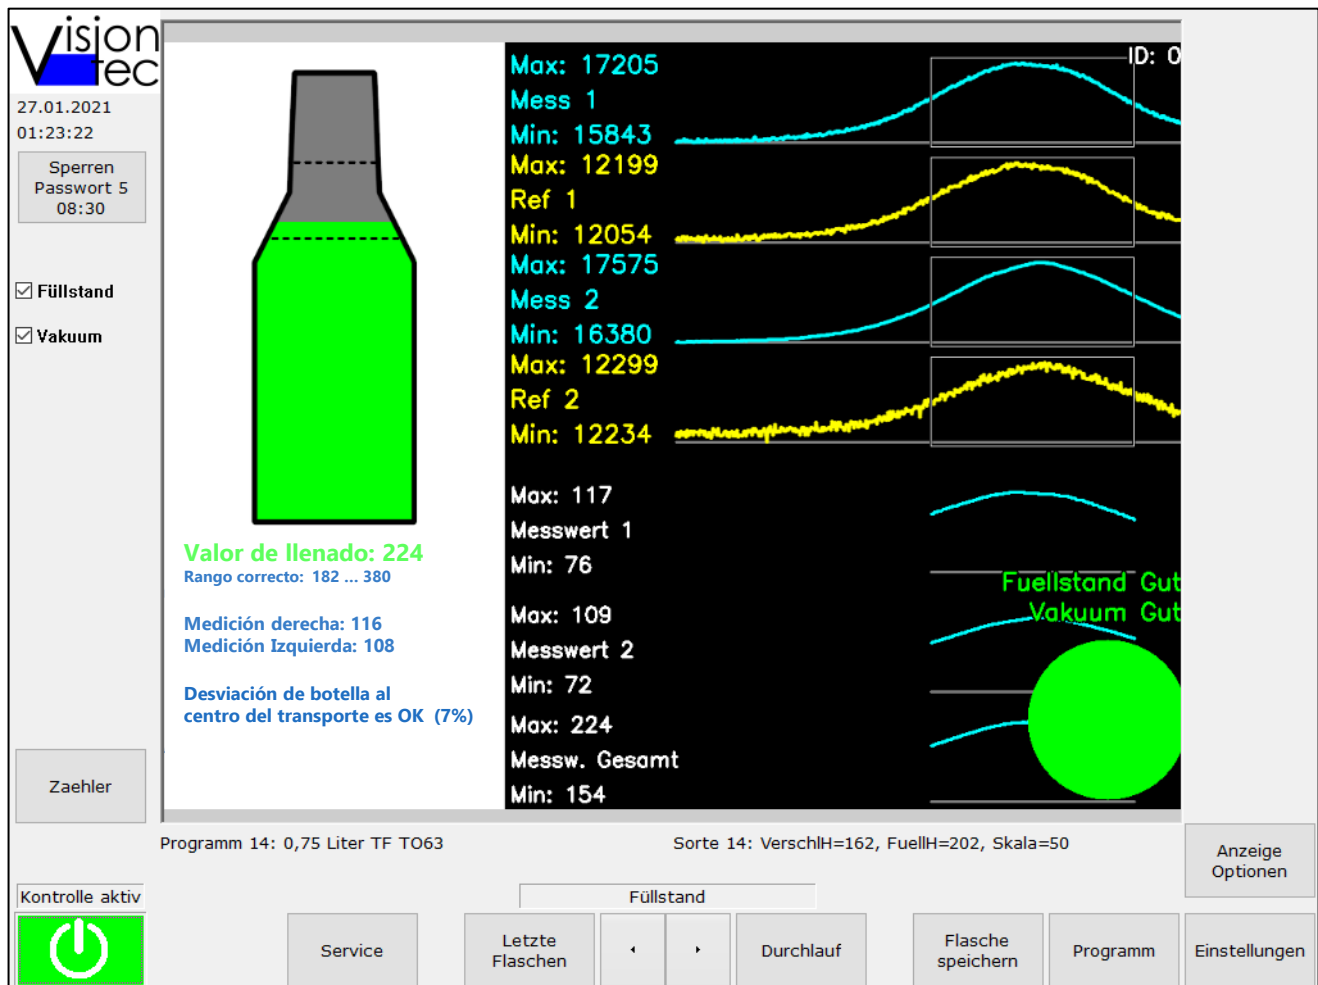 Vision
tec
27.01.2021
01:23:22
Sperren
Passwort 5
08:30
Füllstand
Vakuum
Zaehler
Kontrolle aktiv
Valor de llenado: 224
Rango correcto: 182 ... 380
Medición derecha: 116
Medición Izquierda: 108
Desviación de botella al
centro del transporte es OK (7%)
ID: 0
Max: 17205
Mess 1
Min: 15843
Max: 12199
Ref 1
Min: 12054
Max: 17575
Mess 2
Min: 16380
Max: 12299
Ref 2
Min: 12234
Max: 117
Messwert 1
Min: 76
Fuellstand Gut
Vakuum Gut
Max: 109
Messwert 2
Min: 72
Max: 224
Messw. Gesamt
Min: 154
Programm 14: 0,75 Liter TF TO63
Sorte 14: VerschlH=162, FuellH=202, Skala=50
Anzeige
Optionen
Füllstand
Service
Letzte
Flaschen
Durchlauf
Flasche
speichern
Programm
Einstellungen